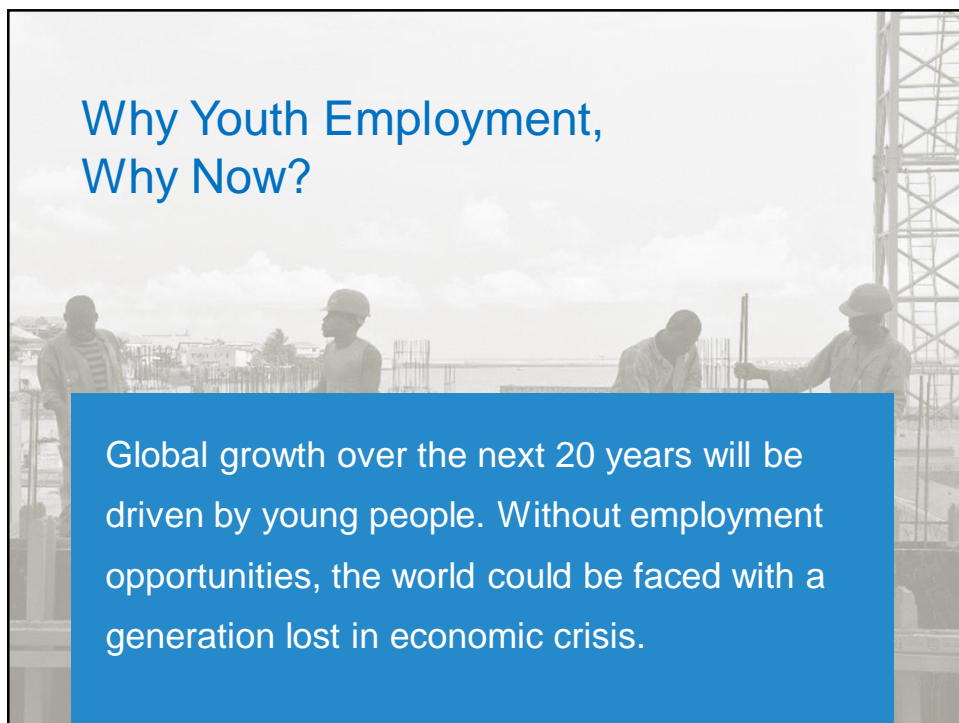 Why Youth Employment,
Why Now?
Global growth over the next 20 years will be
driven by young people. Without employment
opportunities, the world could be faced with a
generation lost in economic crisis.